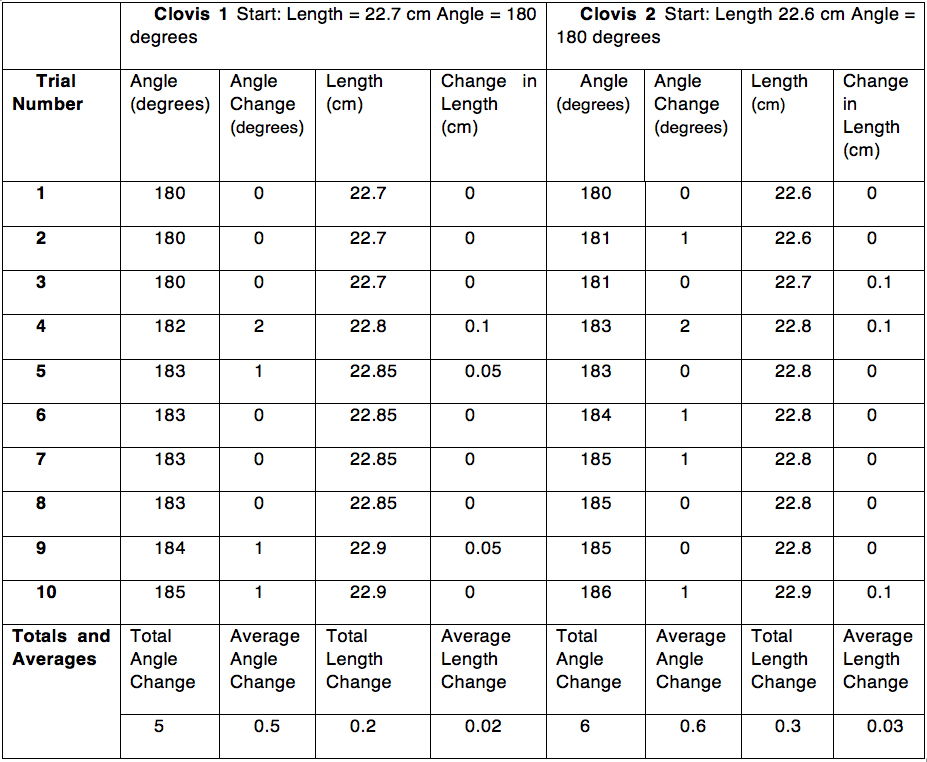 Clovis 1 Start: Length = 22.7 cm Angle = 180 degrees Clovis 2 Start: Length 22.6 cm Angle = 180 degrees
Trial Number Angle (degrees) Angle Change (degrees) Length (cm) Change in Length (cm) Angle (degrees) Angle Change (degrees) Length (cm) Change in Length (cm)
1 180 0 22.7 0 180 0 22.6 0
2 180 0 22.7 0 181 1 22.6 0
3 180 0 22.7 0 181 0 22.7 0.1
4 182 2 22.8 0.1 183 2 22.8 0.1
5 183 1 22.85 0.05 183 0 22.8 0
6 183 0 22.85 0 184 1 22.8 0
7 183 0 22.85 0 185 1 22.8 0
8 183 0 22.85 0 185 0 22.8 0
9 184 1 22.9 0.05 185 0 22.8 0
10 185 1 22.9 0 186 1 22.9 0.1
Totals and Averages Total Angle Change Average Angle Change Total Length Change Average Length Change Total Angle Change Average Angle Change Total Length Change Average Length Change
5 0.5 0.2 0.02 6 0.6 0.3 0.03